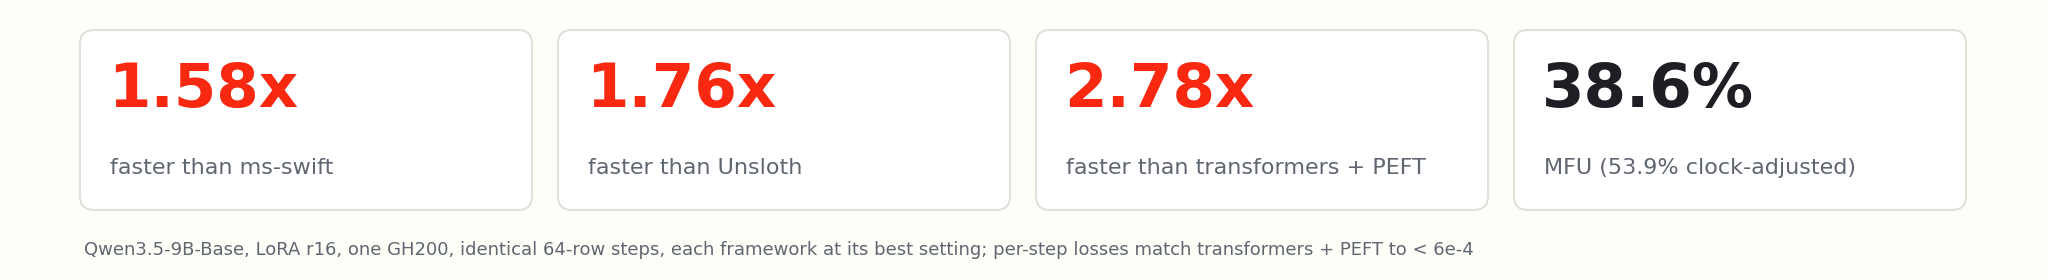 1.58x
faster than ms-swift
1.76x
faster than Unsloth
2.78x
faster than transformers + PEFT
38.6%
MFU (53.9% clock-adjusted)
Qwen3.5-9B-Base, LoRA r16, one GH200, identical 64-row steps, each framework at its best setting; per-step losses match transformers + PEFT to < 6e-4